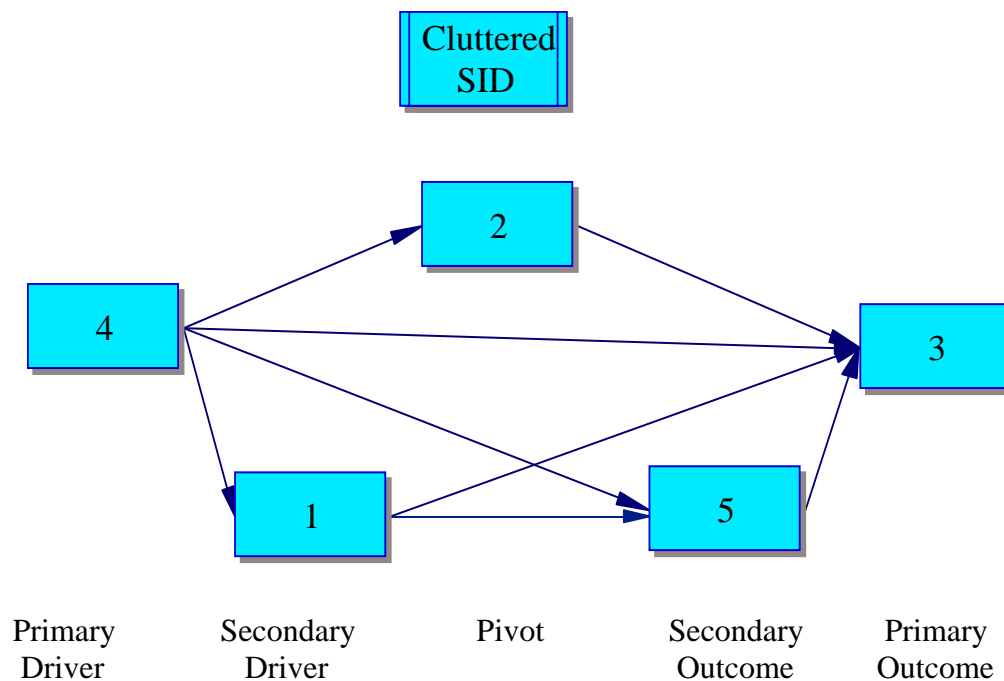 Cluttered
SID
2
4
3
1
5
Primary
Driver
Secondary
Driver
Pivot
Secondary
Outcome
Primary
Outcome